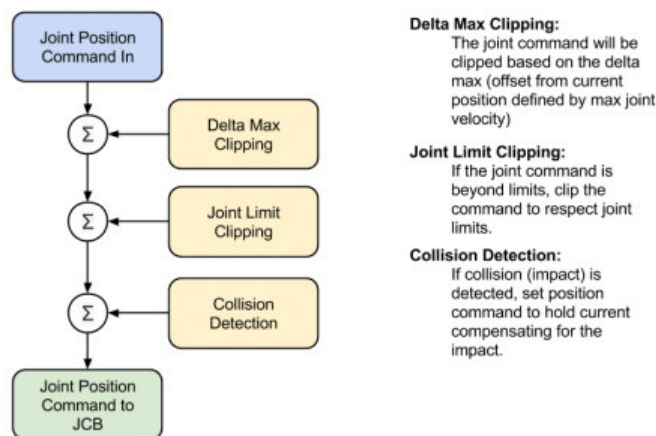 Joint Position
Command In
Σ
Delta Max
Clipping
Σ
Joint Limit
Clipping
Σ
Collision
Detection
Joint Position
Command to
JCB
Delta Max Clipping:
The joint command will be
clipped based on the delta
max (offset from current
position defined by max joint
velocity)
Joint Limit Clipping:
If the joint command is
beyond limits, clip the
command to respect joint
limits.
Collision Detection:
If collision (impact) is
detected, set position
command to hold current
compensating for the
impact.